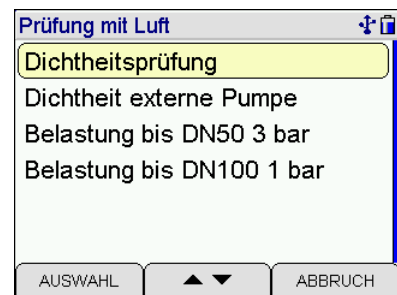 Prüfung mit Luft
Dichtheitsprüfung
Dichtheit externe Pumpe
Belastung bis DN50 3 bar
Belastung bis DN100 1 bar
AUSWAHL ▲ ▼ ABBRUCH